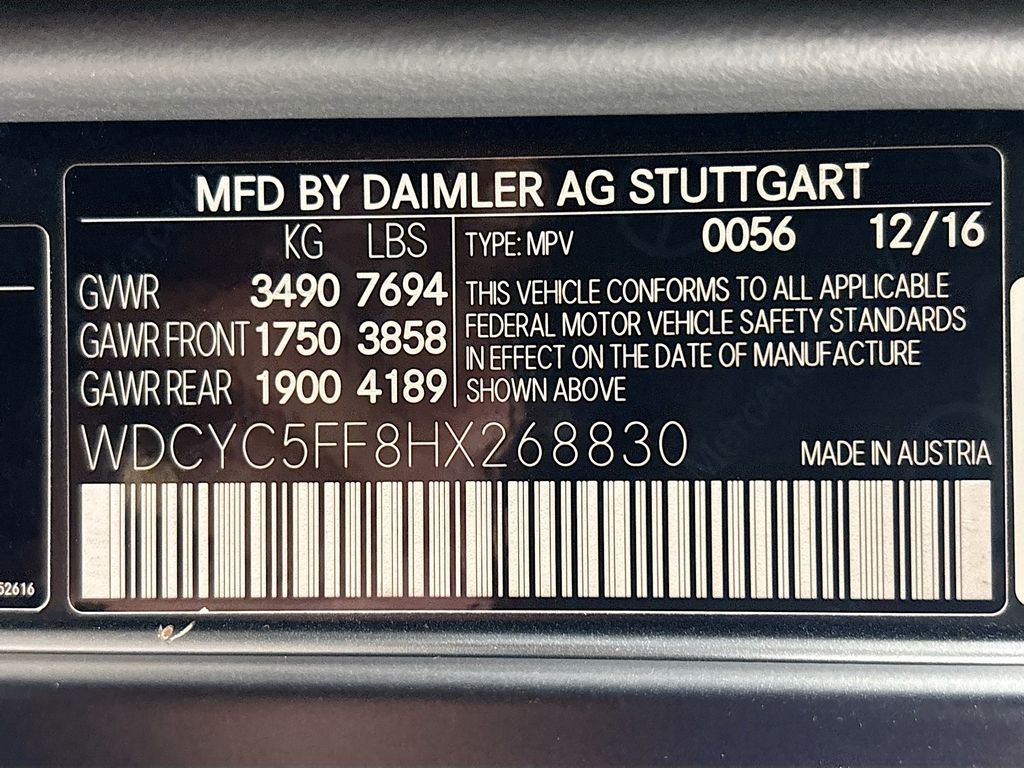 MFD BY DAIMLER AG STUTTGART
KG LBS
GVWR 3490 7694
GAWR FRONT 1750 3858
GAWR REAR 1900 4189
TYPE: MPV 0056 12/16
THIS VEHICLE CONFORMS TO ALL APPLICABLE
FEDERAL MOTOR VEHICLE SAFETY STANDARDS
IN EFFECT ON THE DATE OF MANUFACTURE
SHOWN ABOVE
WDCYC5FF8HX268830
MADE IN AUSTRIA
52616